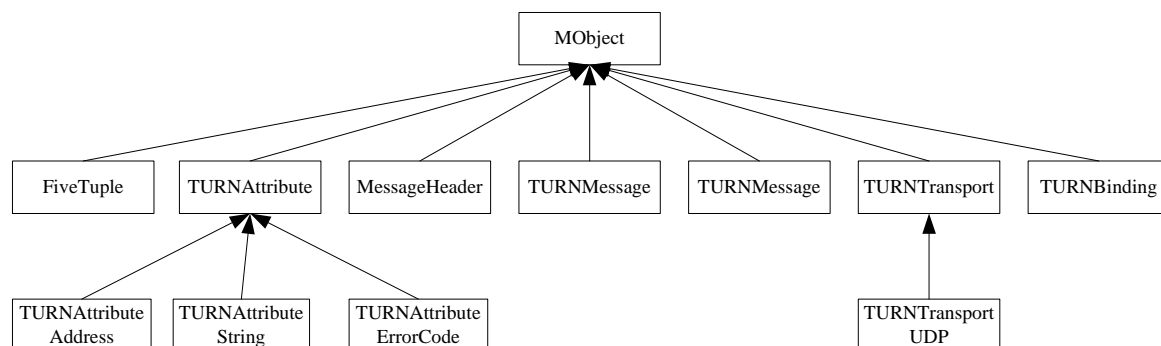 MObject
FiveTuple
TURNAttribute
MessageHeader
TURNMessage
TURNMessage
TURNTransport
TURNBinding
TURNAttribute
Address
TURNAttribute
String
TURNAttribute
ErrorCode
TURNTransport
UDP